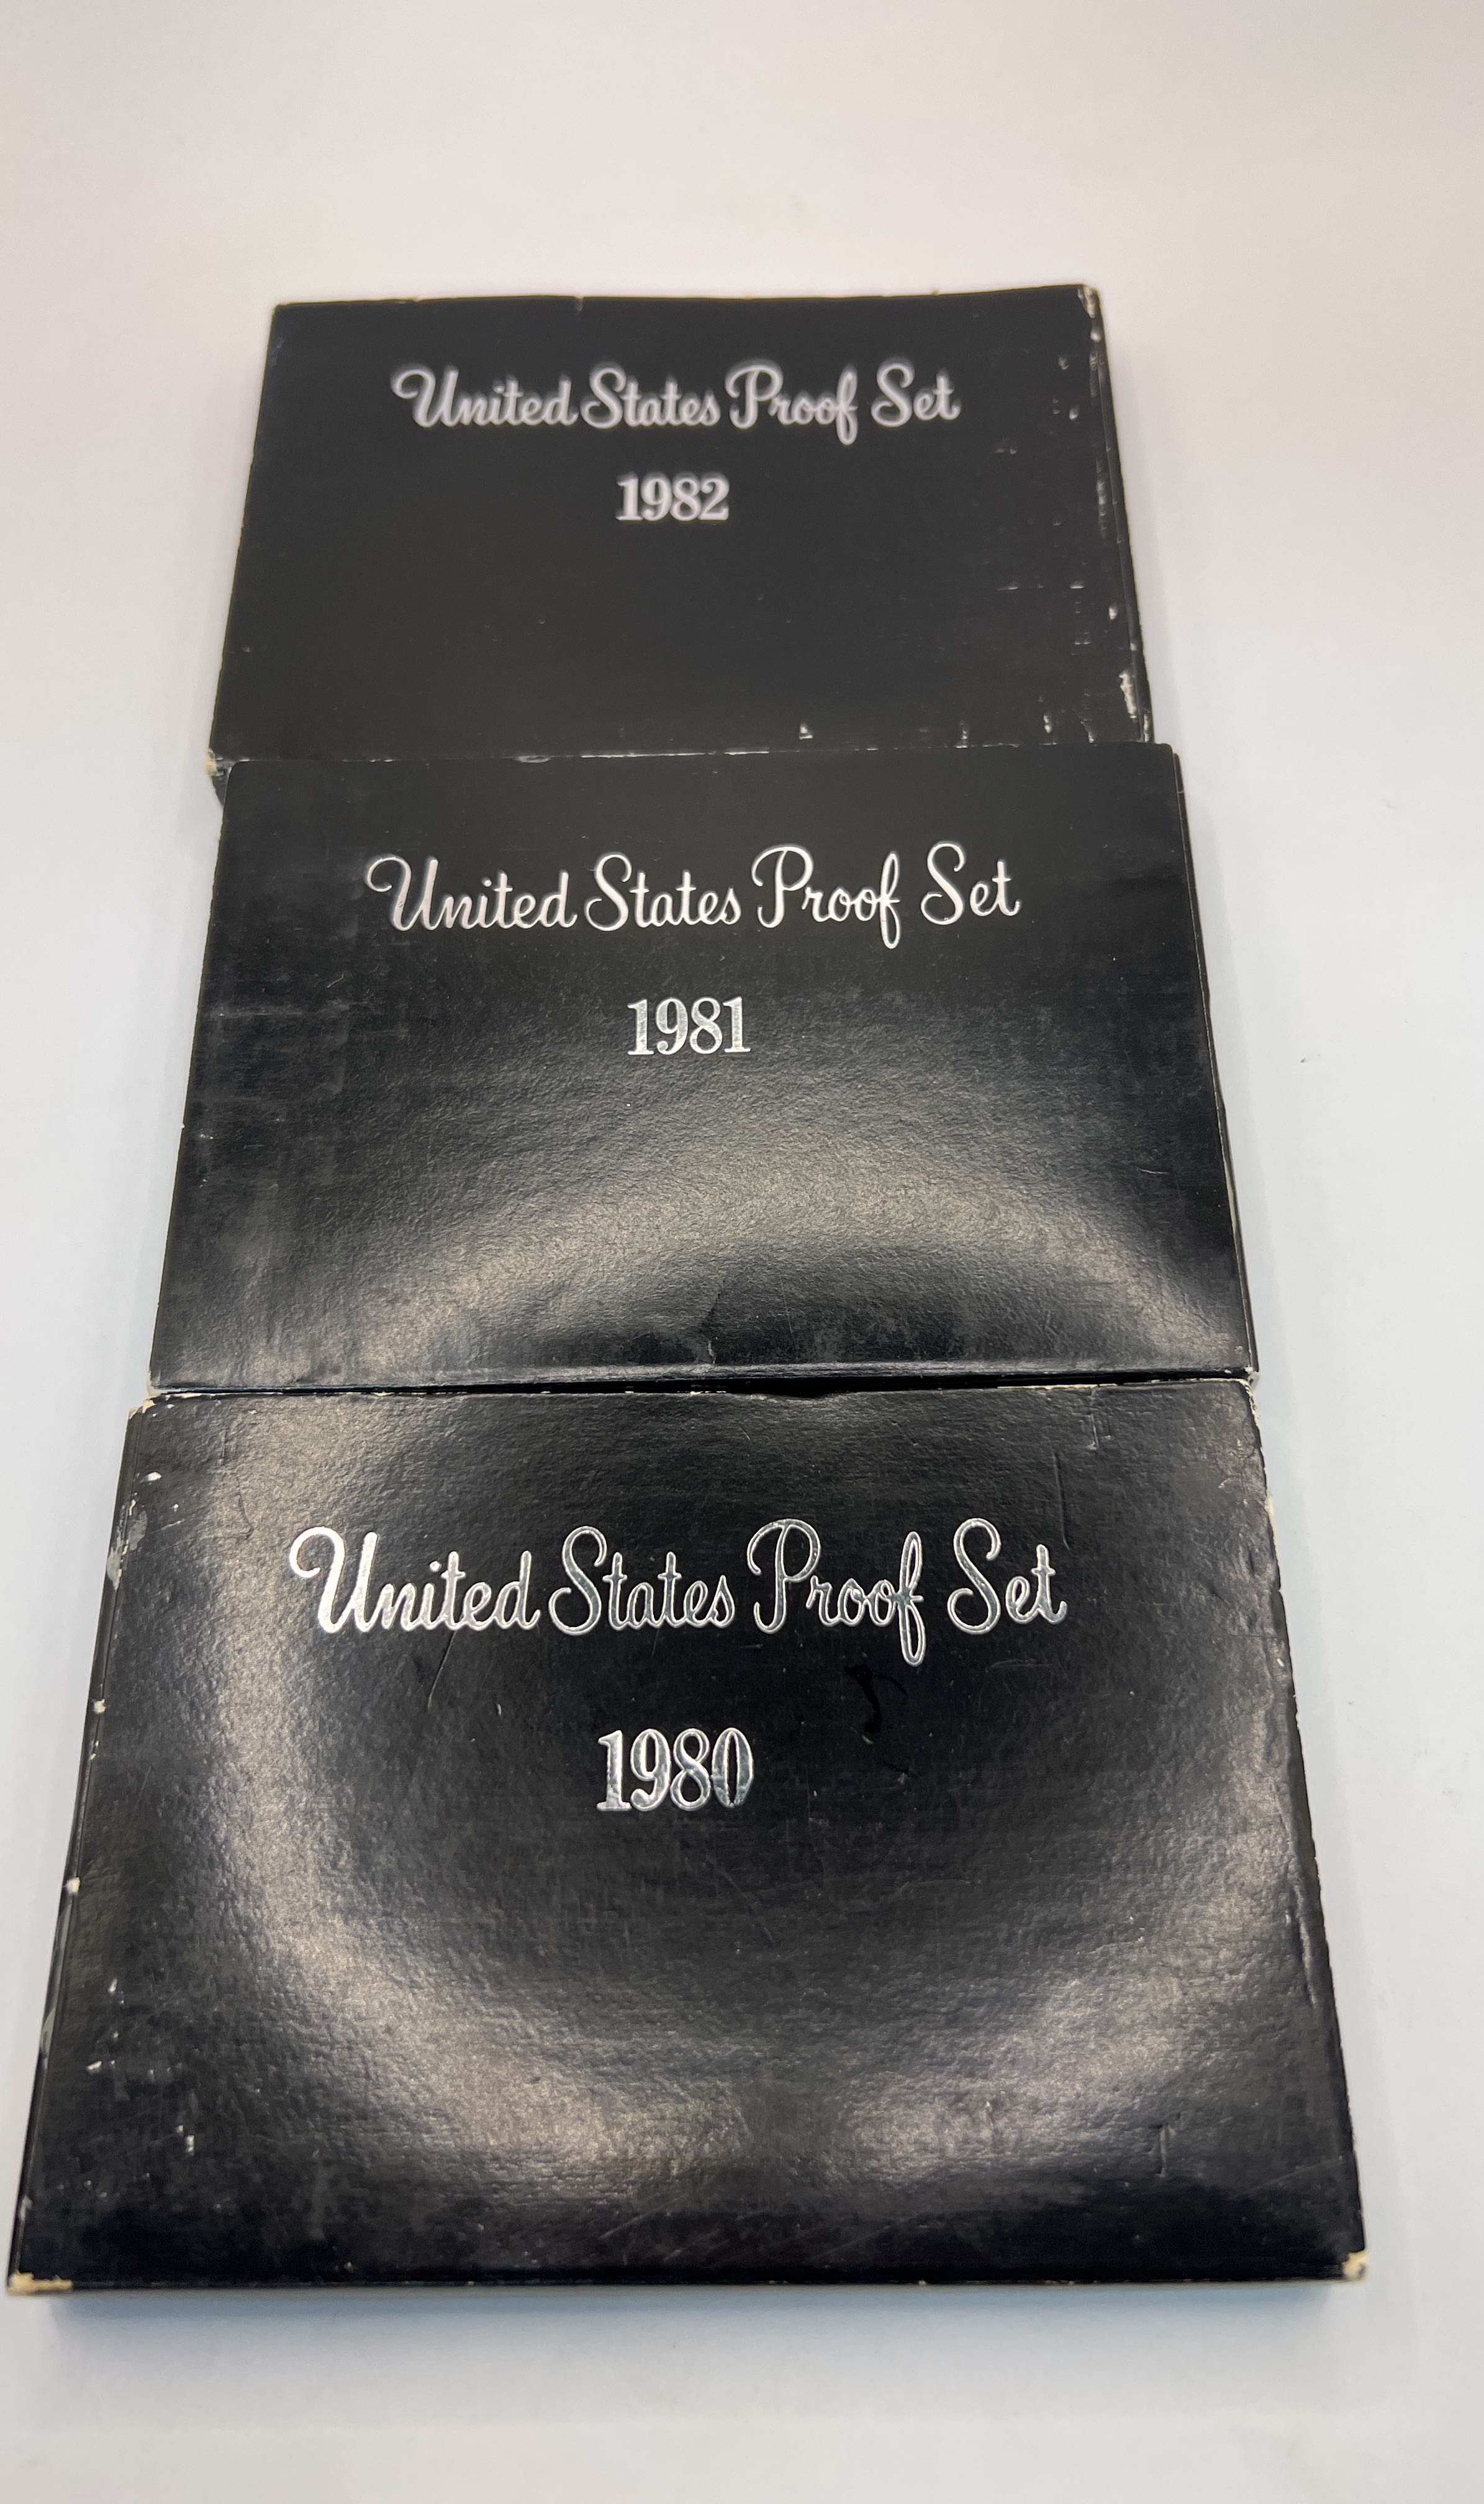 United States Proof Set
1982
United States Proof Set
1981
United States Proof Set
1980